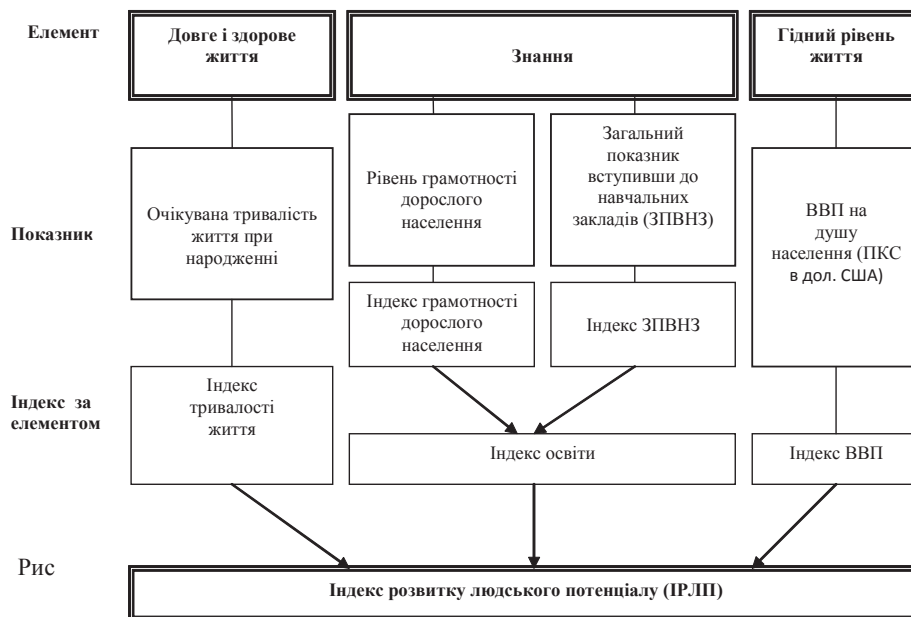 Елемент
Довге і здорове
життя
Знання
Гідний рівень
життя
Показник
Очікувана тривалість
життя при
народженні
Рівень грамотності
дорослого
населення
Загальний
показник
вступивши до
навчальних
закладів (ЗПВНЗ)
ВВП на
душу
населення (ПКС
в дол. США)
Індекс грамотності
дорослого
населення
Індекс ЗПВНЗ
Індекс за
елементом
Індекс
тривалості
життя
Індекс освіти
Індекс ВВП
Рис
Індекс розвитку людського потенціалу (ІРЛП)